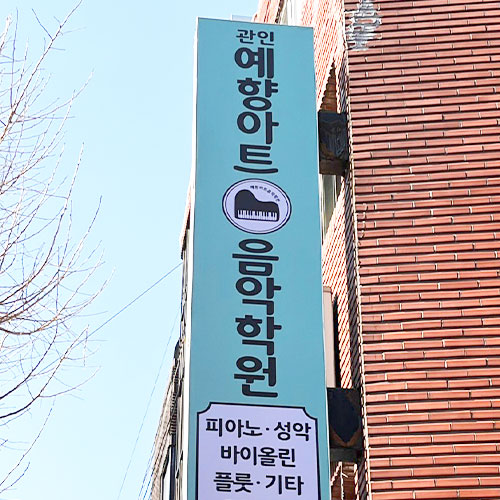 관인
예향아트
음악학원
피아노·성악
바이올린
플룻·기타